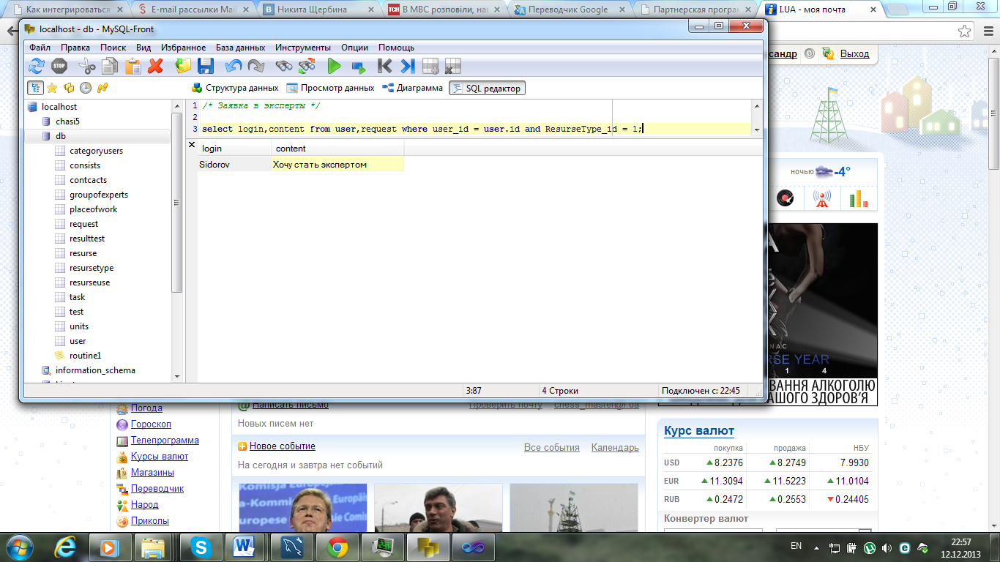 Как интегрироваться
E-mail рассылки Mail
Никита Щербина
ТСН В МВС розповіли, на
Переводчик Google
Партнерская програм
I.UA - моя почта
localhost - db - MySQL-Front
Файл Правка Поиск Вид Избранное База данных Инструменты Опции Помощь
STOP
Структура данных Просмотр данных Диаграмма SQL редактор
сандр Выход
localhost
chasi5
db
categoryusers
consists
contcacts
groupofexperts
placeofwork
request
resulttest
resurse
resursetype
resurseuse
task
test
units
user
routine1
information_schema
1 /* Заявка в эксперты */
2
3 select login,content from user,request where user_id = user.id and ResurseType_id = 1;
login content
Sidorov Хочу стать экспертом
3:87 4 Строки Подключен с: 22:45
ночью -4°
NAC
RSE YEAR
1 4
ВАННЯ АЛКОГОЛЮ
АШОГО ЗДОРОВ'Я
Погода
Гороскоп
Телепрограмма
Курсы валют
Магазины
Переводчик
Народ
Приколы
Написать письмо Проверить почту chess_master@i.ua
Новых писем нет
Новое событие Все события Календарь
На сегодня и завтра нет событий
Komisja Europejs
a-Kommissi
Europese
Курс валют
покупка продажа НБУ
USD 8.2376 8.2749 7.9930
EUR 11.3094 11.5223 11.0104
RUB 0.2472 0.2553 0.24405
Конвертер валют
EN
22:57
12.12.2013